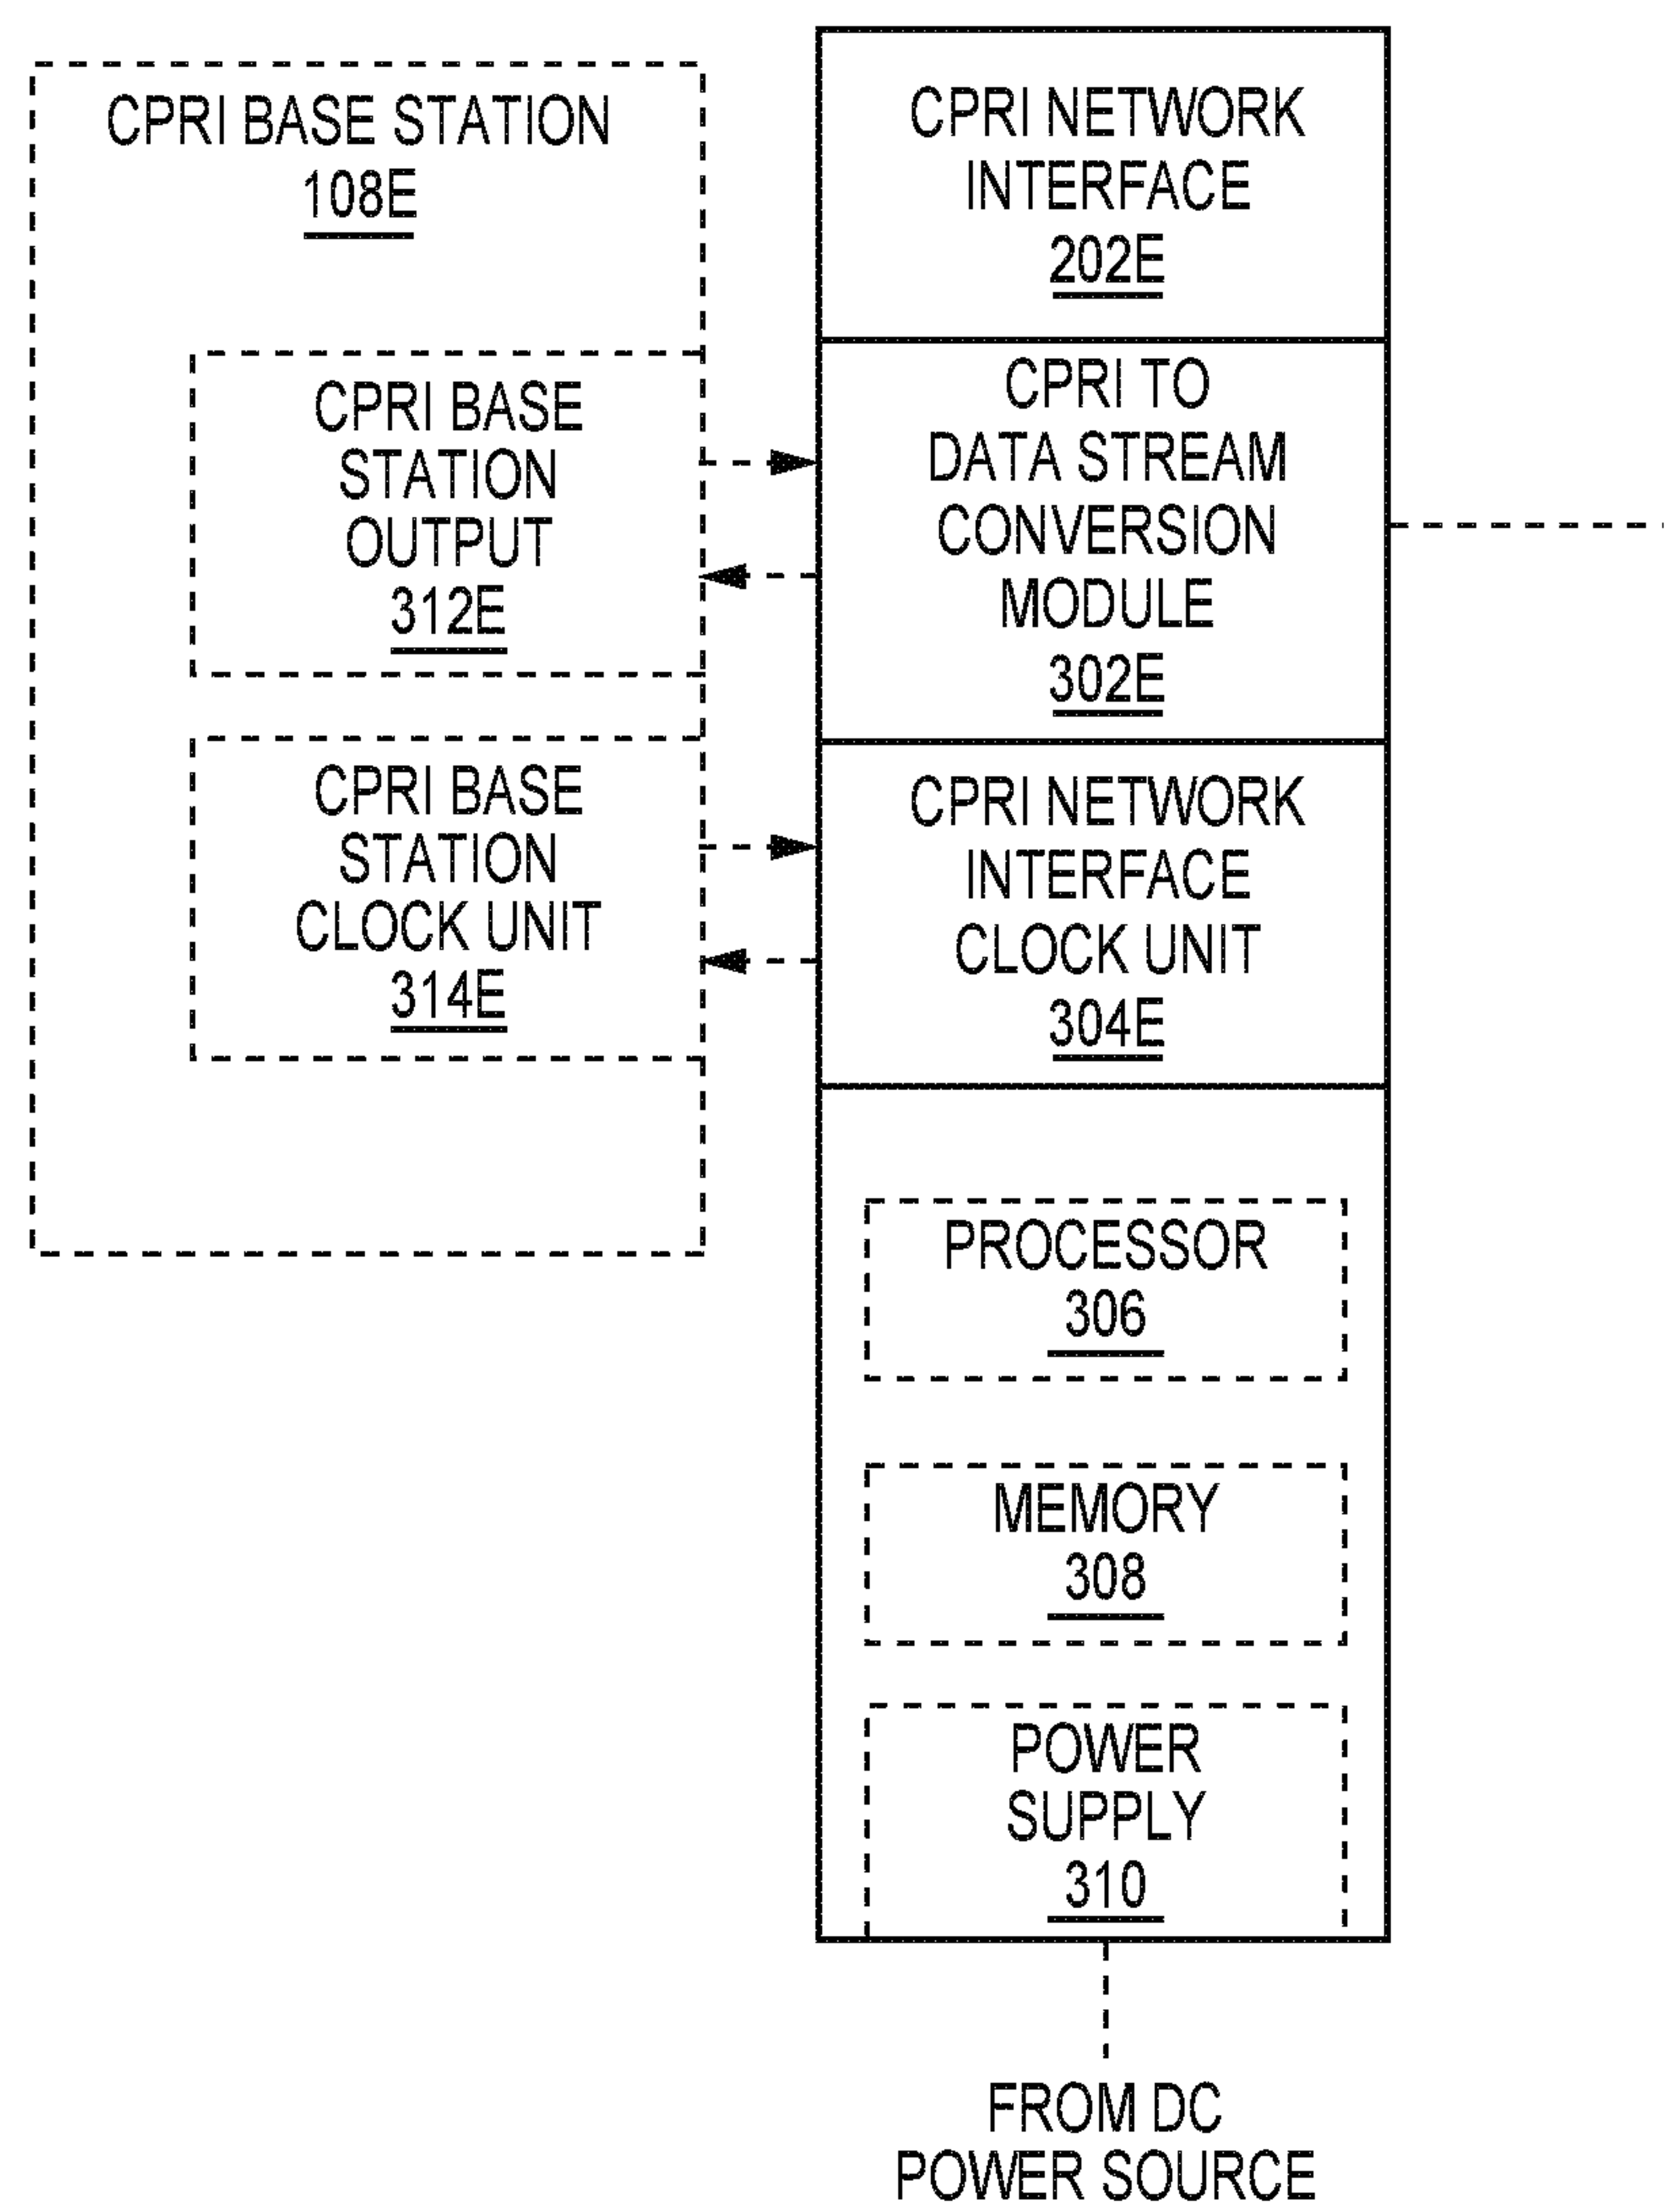 CPRI BASE STATION
108E
CPRI BASE
STATION
OUTPUT
312E
CPRI BASE
STATION
CLOCK UNIT
314E
CPRI NETWORK
INTERFACE
202E
CPRI TO
DATA STREAM
CONVERSION
MODULE
302E
CPRI NETWORK
INTERFACE
CLOCK UNIT
304E
PROCESSOR
306
MEMORY
308
POWER
SUPPLY
310
FROM DC
POWER SOURCE